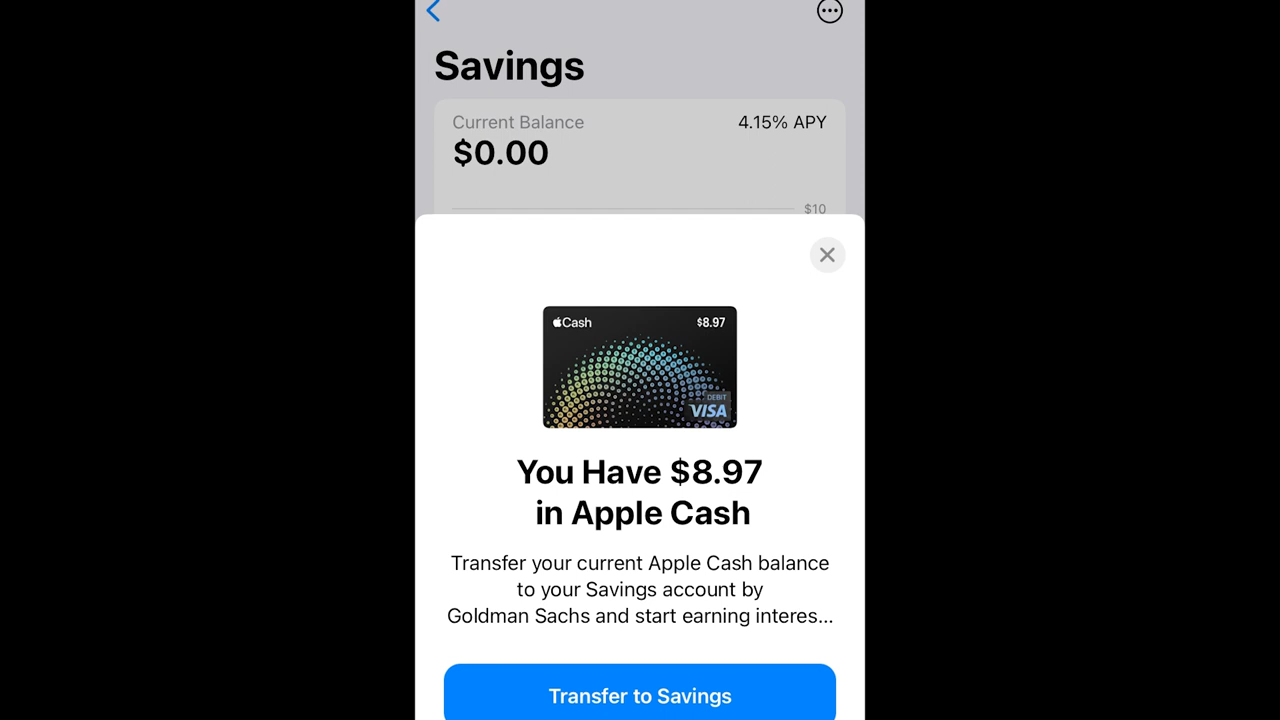 Savings
Current Balance
4.15% APY
$0.00
$10
Cash
$8.97
DEBIT
VISA
You Have $8.97
in Apple Cash
Transfer your current Apple Cash balance
to your Savings account by
Goldman Sachs and start earning interes...
Transfer to Savings